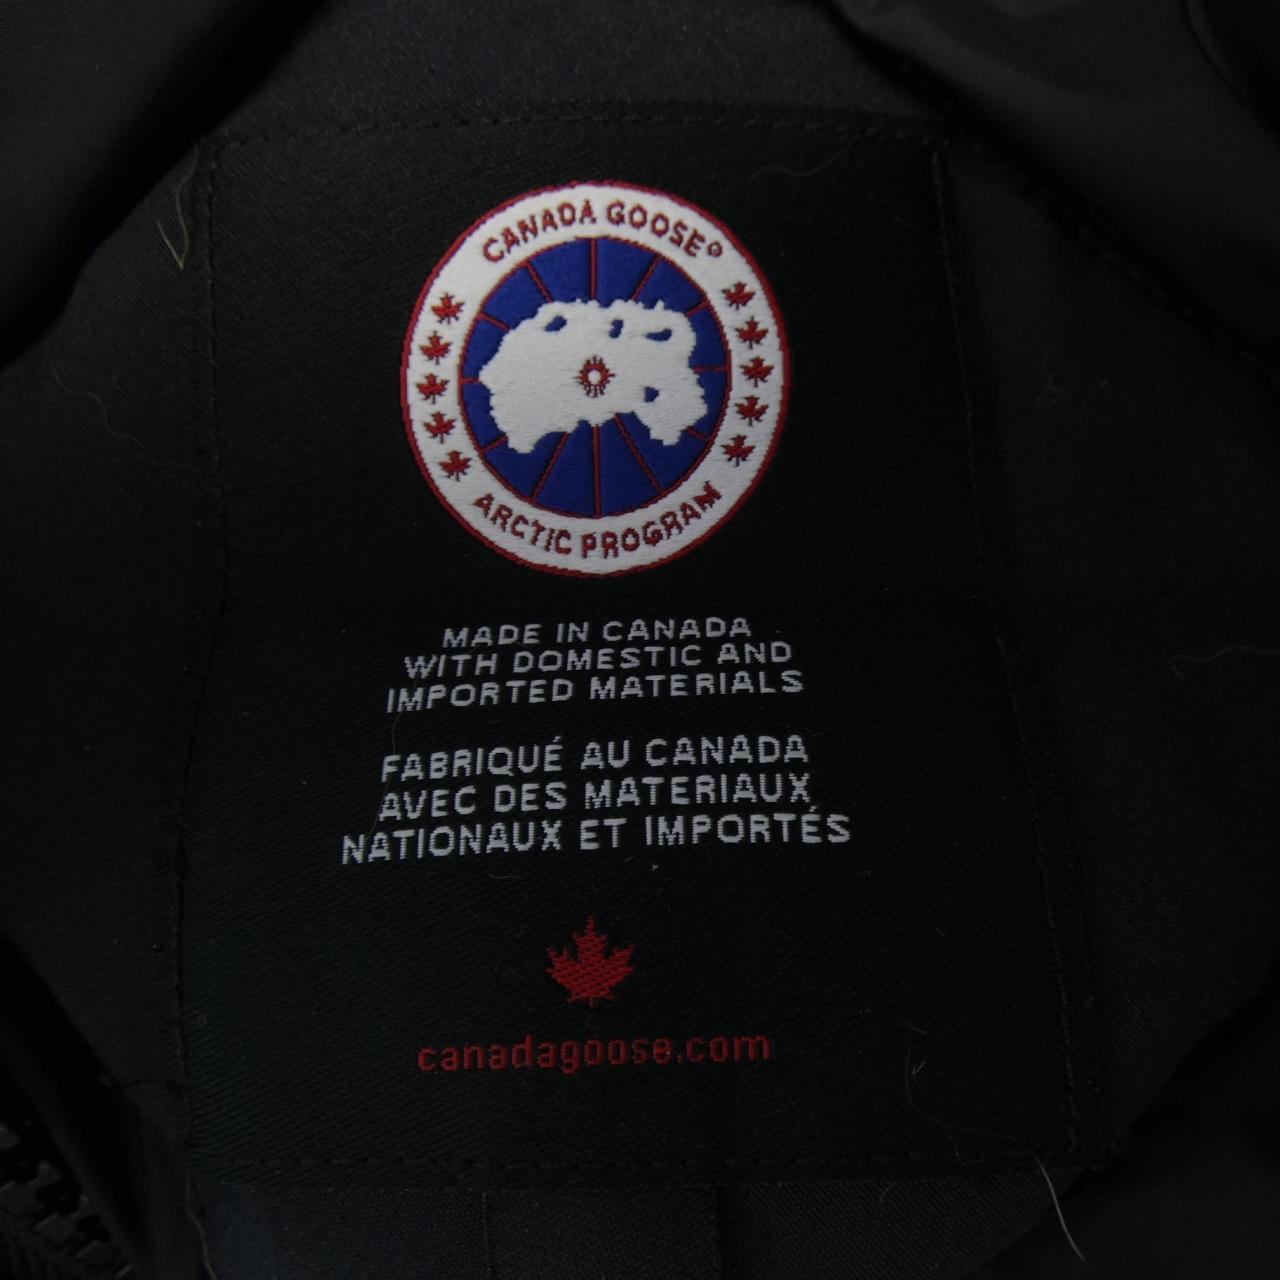 CANADA GOOSE®
ARCTIC PROGRAM
MADE IN CANADA
WITH DOMESTIC AND
IMPORTED MATERIALS
FABRIQUÉ AU CANADA
AVEC DES MATERIAUX
NATIONAUX ET IMPORTÉS
canadagoose.com